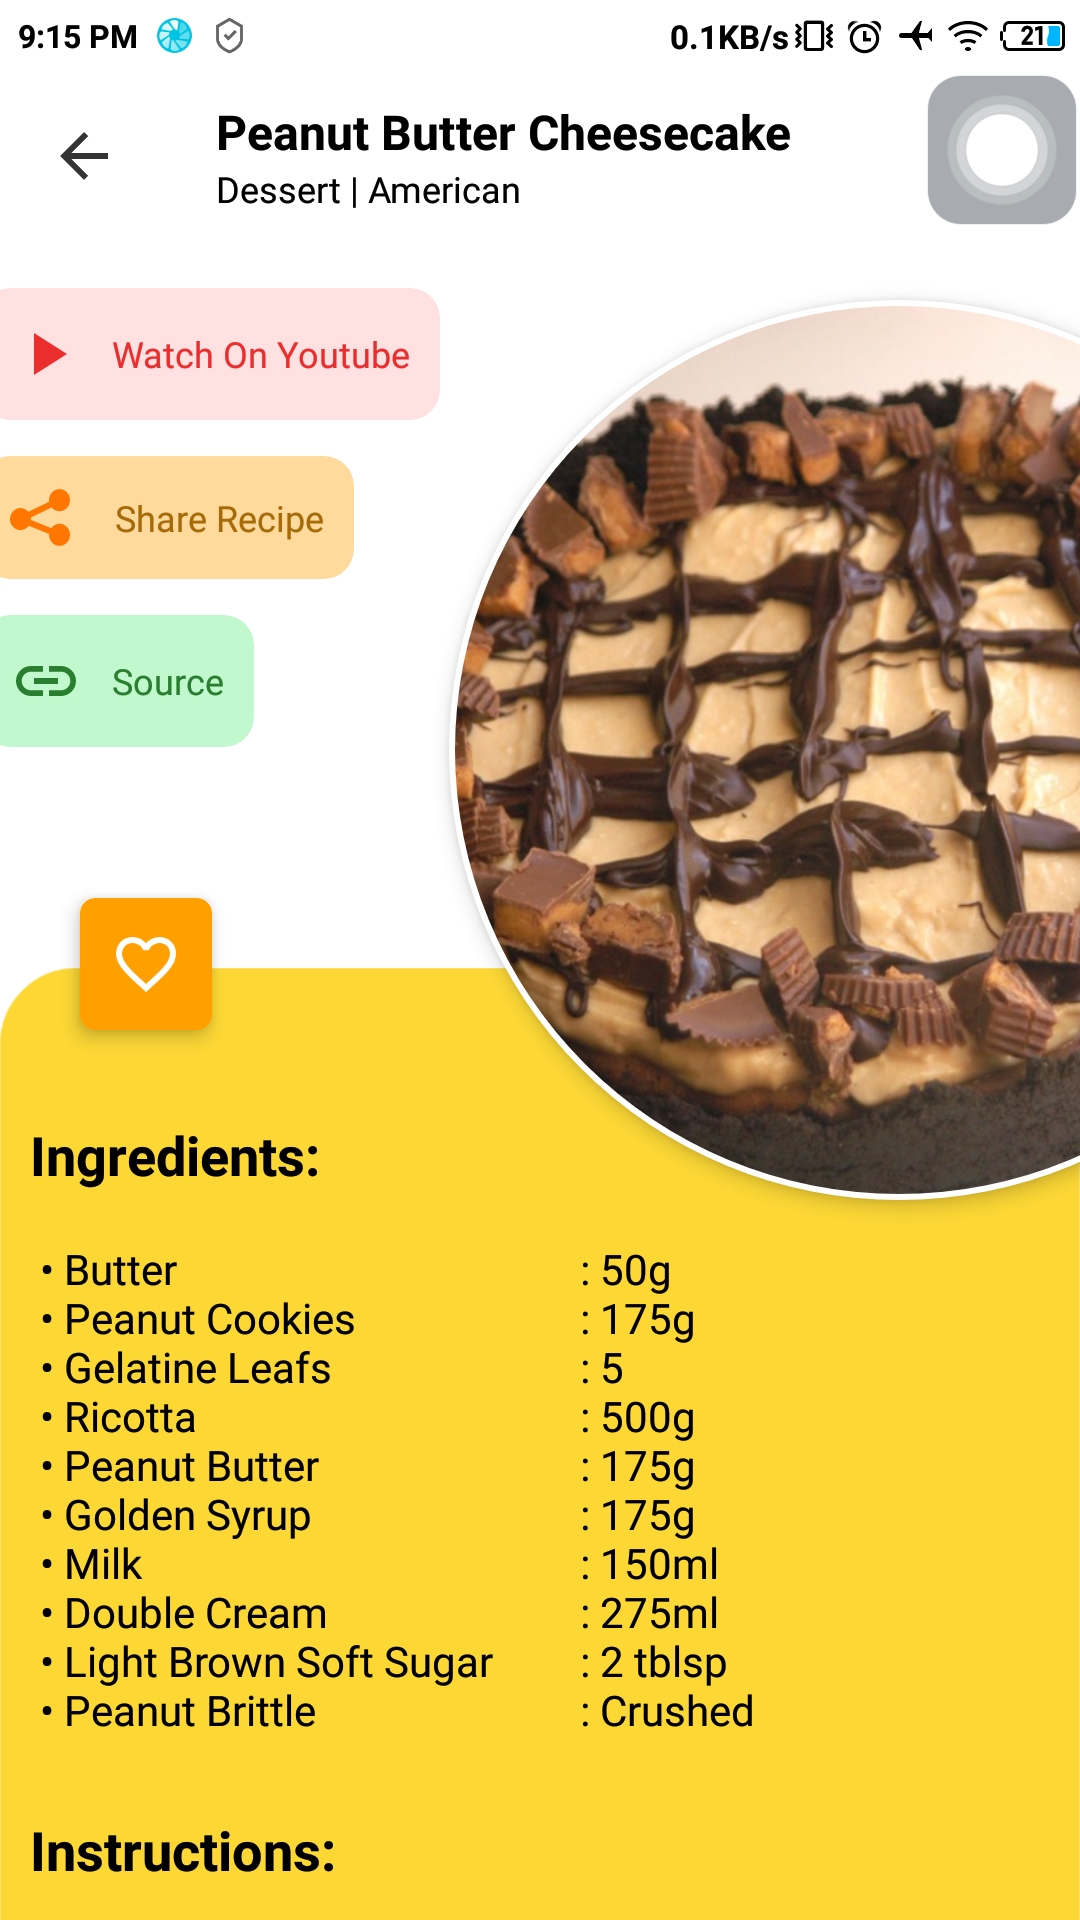 9:15 PM 0.1KB/s 21
Peanut Butter Cheesecake
Dessert | American
Watch On Youtube
Share Recipe
Source
Ingredients:
• Butter : 50g
• Peanut Cookies : 175g
• Gelatine Leafs : 5
• Ricotta : 500g
• Peanut Butter : 175g
• Golden Syrup : 175g
• Milk : 150ml
• Double Cream : 275ml
• Light Brown Soft Sugar : 2 tblsp
• Peanut Brittle : Crushed
Instructions: